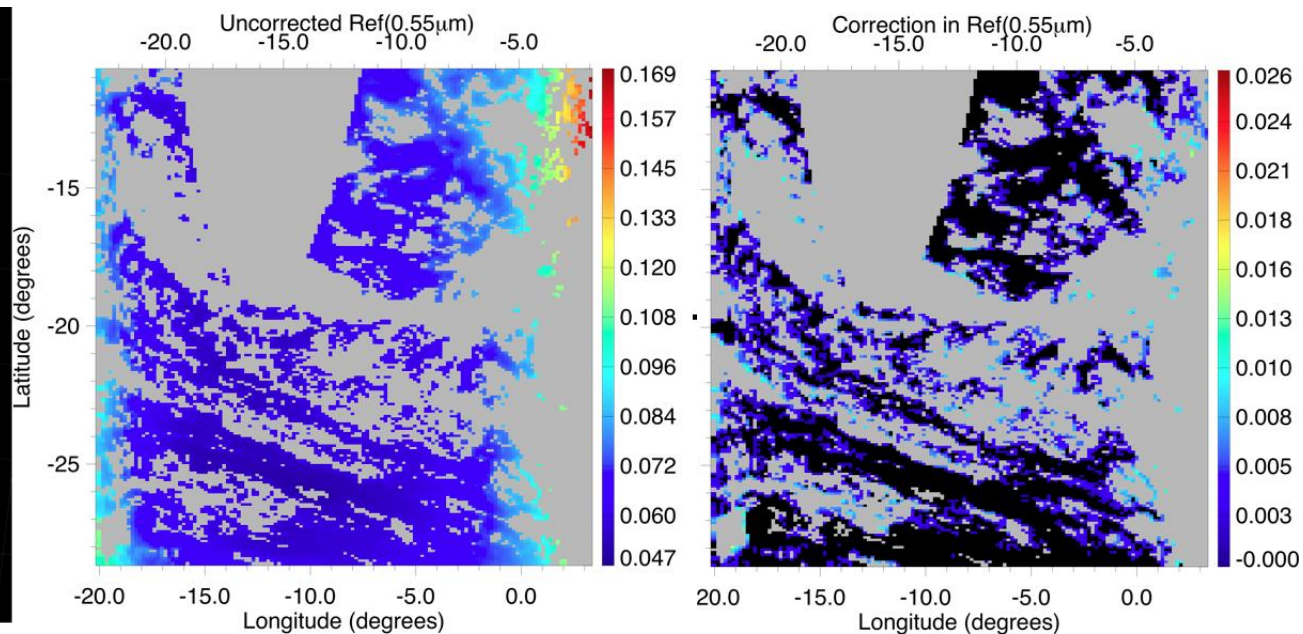 Uncorrected Ref(0.55μm)
-20.0 -15.0 -10.0 -5.0
0.169
0.157
0.145
0.133
0.120
0.108
0.096
0.084
0.072
0.060
0.047
-15
-20
-25
Latitude (degrees)
-20.0 -15.0 -10.0 -5.0 0.0
Longitude (degrees)
Correction in Ref(0.55μm)
-20.0 -15.0 -10.0 -5.0
0.026
0.024
0.021
0.018
0.016
0.013
0.010
0.008
0.005
0.003
-0.000
-20.0 -15.0 -10.0 -5.0 0.0
Longitude (degrees)